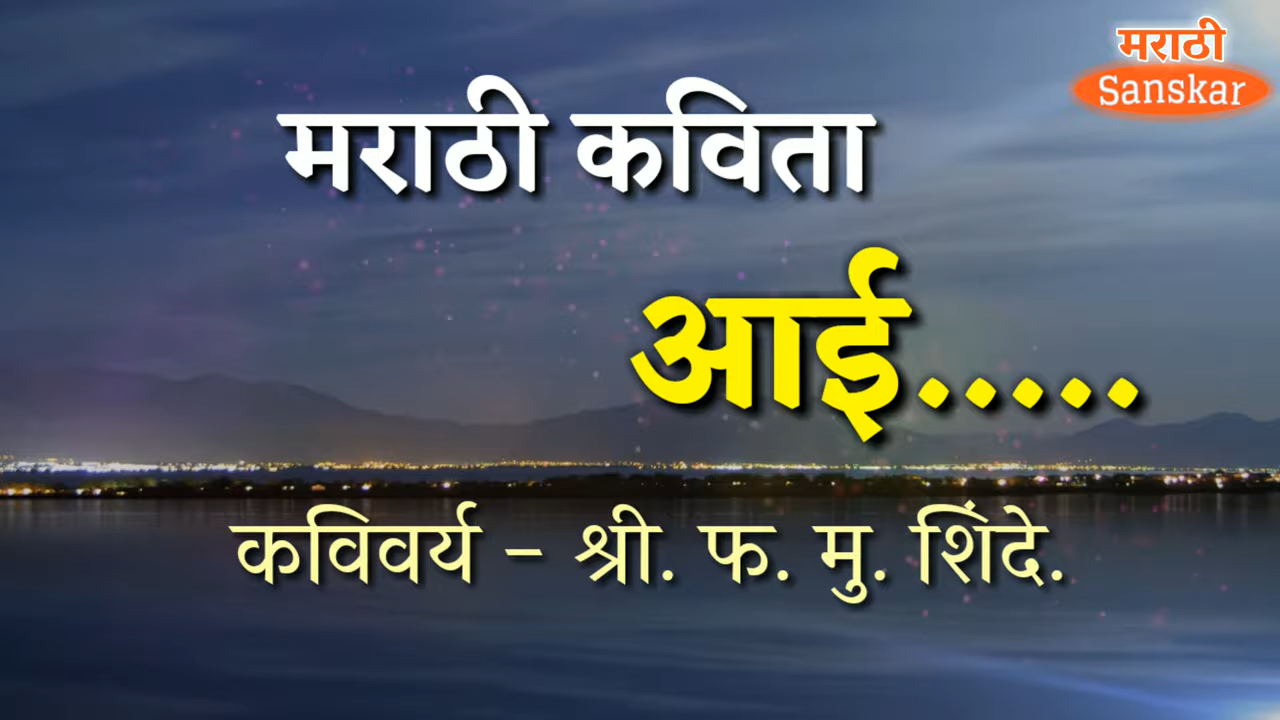 मराठी
Sanskar
मराठी कविता
आई.....
कविवर्य - श्री. फ. मु. शिंदे.